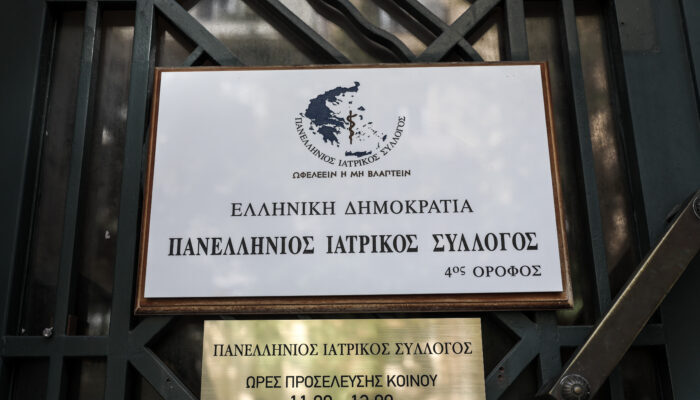 ΠΑΝΕΛΛΗΝΙΟΣ ΙΑΤΡΙΚΟΣ ΣΥΛΛΟΓΟΣ
ΩΦΕΛΕΕΙΝ Η ΜΗ ΒΛΑΠΤΕΙΝ
ΕΛΛΗΝΙΚΗ ΔΗΜΟΚΡΑΤΙΑ
ΠΑΝΕΛΛΗΝΙΟΣ ΙΑΤΡΙΚΟΣ ΣΥΛΛΟΓΟΣ
4ος ΟΡΟΦΟΣ
ΠΑΝΕΛΛΗΝΙΟΣ ΙΑΤΡΙΚΟΣ ΣΥΛΛΟΓΟΣ
ΩΡΕΣ ΠΡΟΣΕΛΕΥΣΗΣ ΚΟΙΝΟΥ